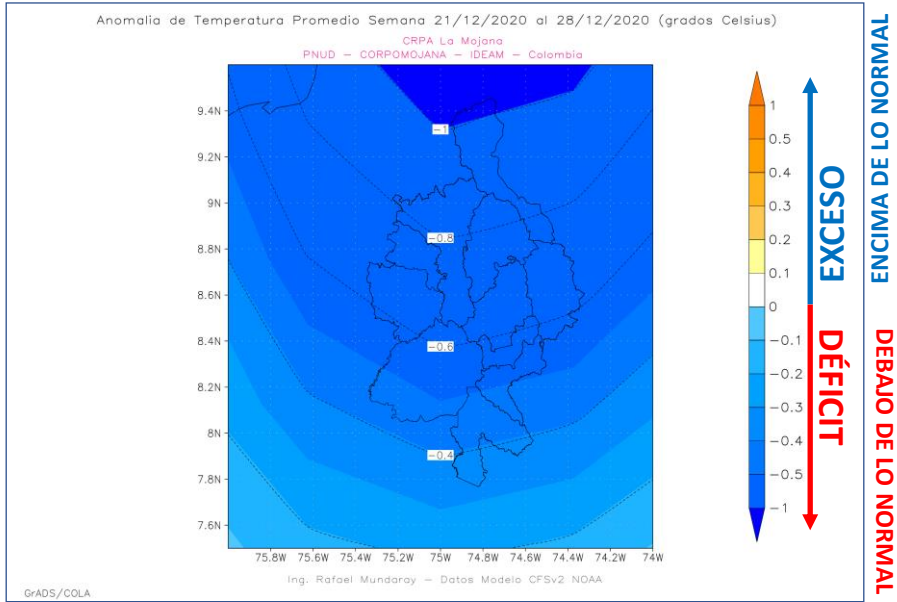 Anomalia de Temperatura Promedio Semana 21/12/2020 al 28/12/2020 (grados Celsius)
CRPA La Mojana
PNUD – CORPOMOJANA – IDEAM – Colombia
9.4N
9.2N
9N
8.8N
8.6N
8.4N
8.2N
8N
7.8N
7.6N
-1
-0.8
-0.6
-0.4
75.8W 75.6W 75.4W 75.2W 75W 74.8W 74.6W 74.4W 74.2W 74W
1
0.5
0.4
0.3
0.2
0.1
0
-0.1
-0.2
-0.3
-0.4
-0.5
-1
EXCESO
DÉFICIT
ENCIMA DE LO NORMAL
DEBAJO DE LO NORMAL
Ing. Rafael Mundaray – Datos Modelo CFSv2 NOAA
GrADS/COLA